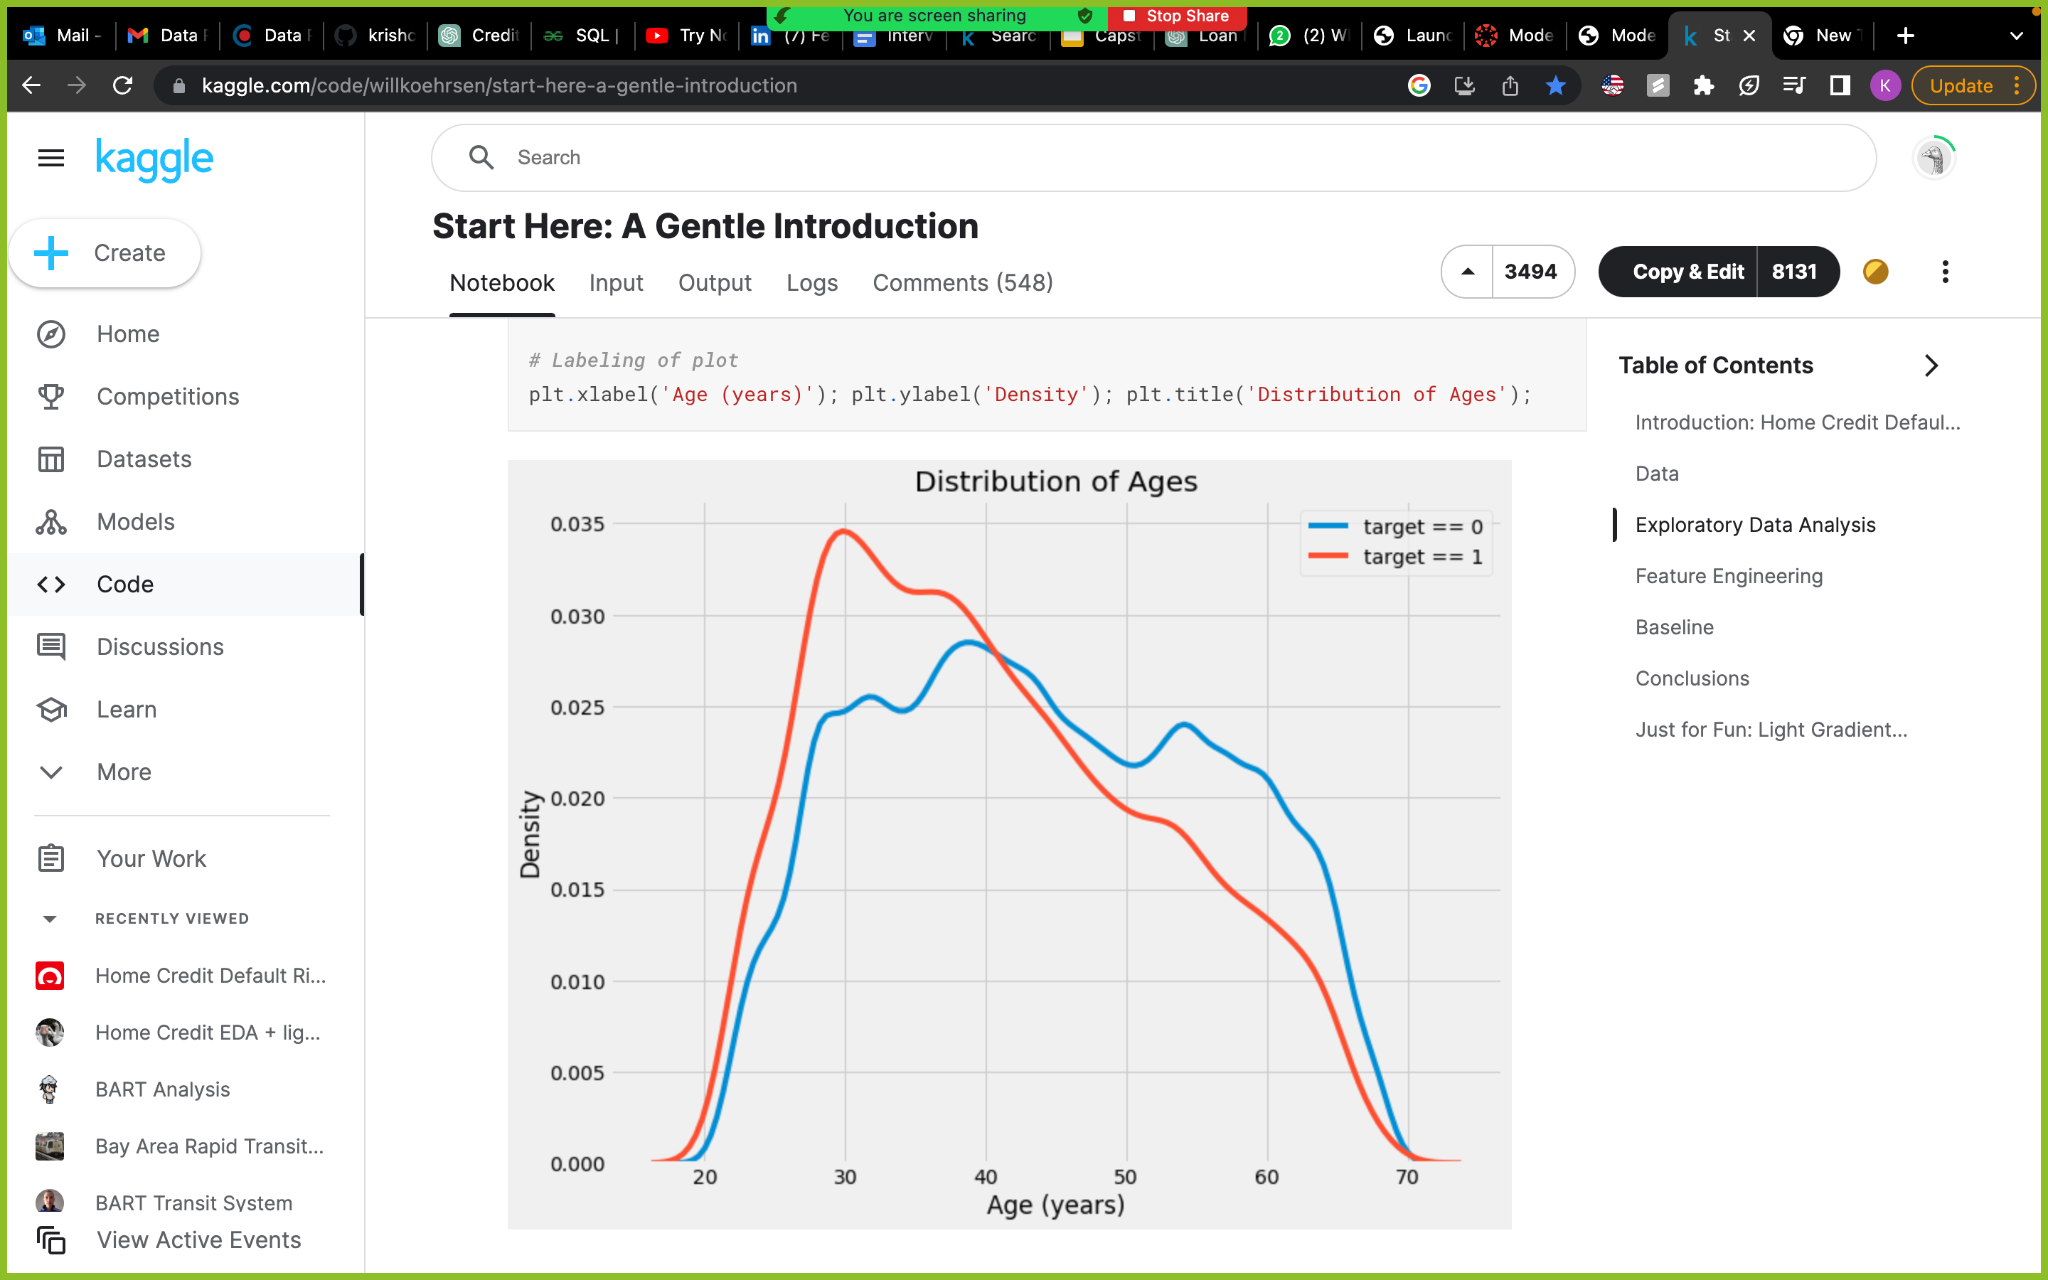 You are screen sharing
Stop Share
Mail -
Data
Data
krisho
Credit
SQL |
Try No
(7) Fe
Interv
Searc
Capst
Loan
(2) W
Launc
Mode
Mode
St
New
kaggle.com/code/willkoehrsen/start-here-a-gentle-introduction
K
Update
kaggle
Search
Create
Start Here: A Gentle Introduction
Notebook
Input
Output
Logs
Comments (548)
3494
Copy & Edit
8131
Home
Competitions
Datasets
Models
Code
Discussions
Learn
More
Your Work
RECENTLY VIEWED
Home Credit Default Ri...
Home Credit EDA + lig...
BART Analysis
Bay Area Rapid Transit...
BART Transit System
View Active Events
# Labeling of plot
plt.xlabel('Age (years)'); plt.ylabel('Density'); plt.title('Distribution of Ages');
Distribution of Ages
target == 0
target == 1
0.035
0.030
0.025
0.020
0.015
0.010
0.005
0.000
Density
20
30
40
50
60
70
Age (years)
Table of Contents
Introduction: Home Credit Defaul...
Data
Exploratory Data Analysis
Feature Engineering
Baseline
Conclusions
Just for Fun: Light Gradient...